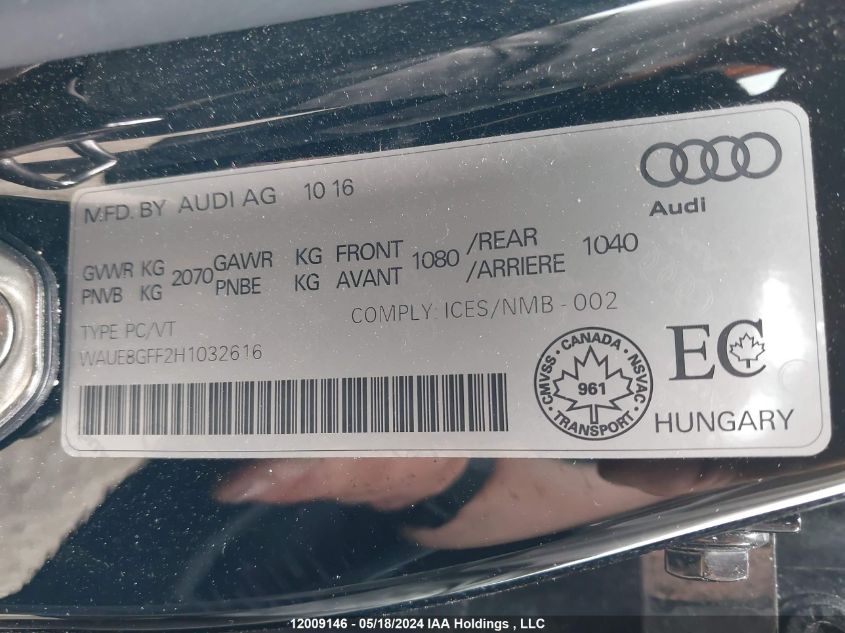 MFD. BY AUDI AG 10 16
Audi
GVWR KG 2070 GAWR KG FRONT 1080 /REAR 1040
PNVB KG PNBE KG AVANT /ARRIERE
COMPLY: ICES/NMB - 002
TYPE PC/VT
WAUE8GFF2H1032616
CMVSS · CANADA · NSVAC · TRANSPORT ·
961
EC
HUNGARY
12009146 - 05/18/2024 IAA Holdings , LLC